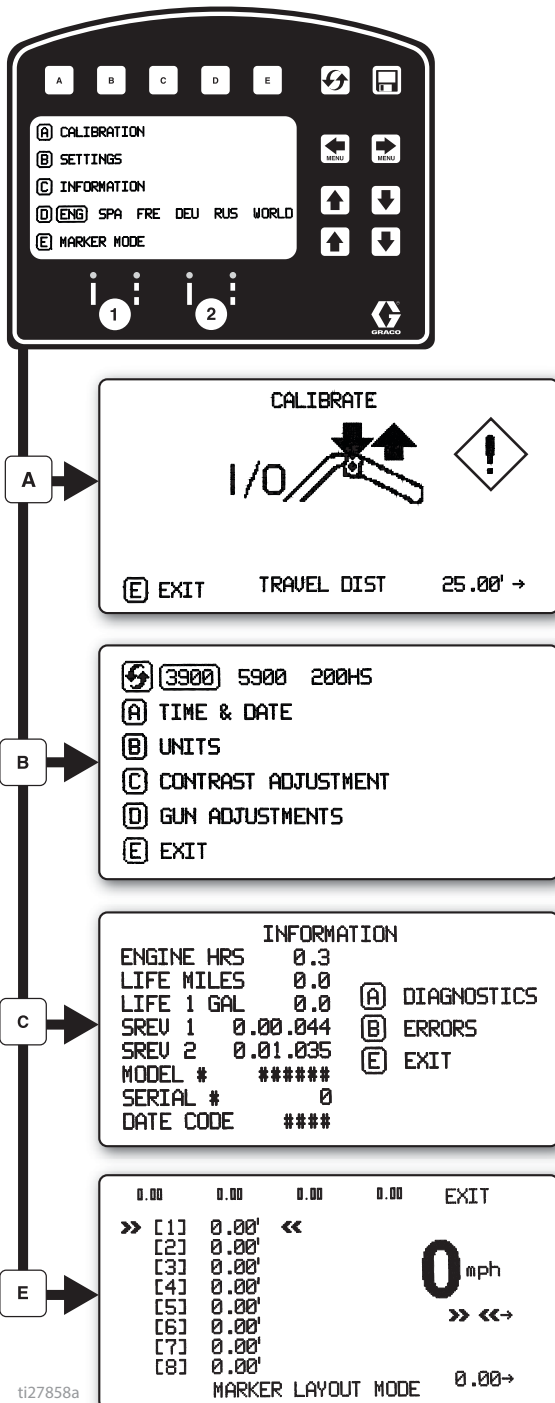 A B C D E
A CALIBRATION
B SETTINGS
MENU MENU
C INFORMATION
D ENG SPA FRE DEU RUS WORLD
E MARKER MODE
1 2
GRACO
A
CALIBRATE
I/O
!
E EXIT TRAVEL DIST 25.00' →
B
3900 5900 200HS
A TIME & DATE
B UNITS
C CONTRAST ADJUSTMENT
D GUN ADJUSTMENTS
E EXIT
C
INFORMATION
ENGINE HRS 0.3
LIFE MILES 0.0
LIFE 1 GAL 0.0
SREV 1 0.00.044
SREV 2 0.01.035
MODEL # ######
SERIAL # 0
DATE CODE ####
A DIAGNOSTICS
B ERRORS
E EXIT
E
0.00 0.00 0.00 0.00 EXIT
>> [1] 0.00' <<
[2] 0.00'
[3] 0.00'
[4] 0.00'
[5] 0.00'
[6] 0.00'
[7] 0.00'
[8] 0.00'
0 mph
>> <<→
MARKER LAYOUT MODE 0.00→
ti27858a